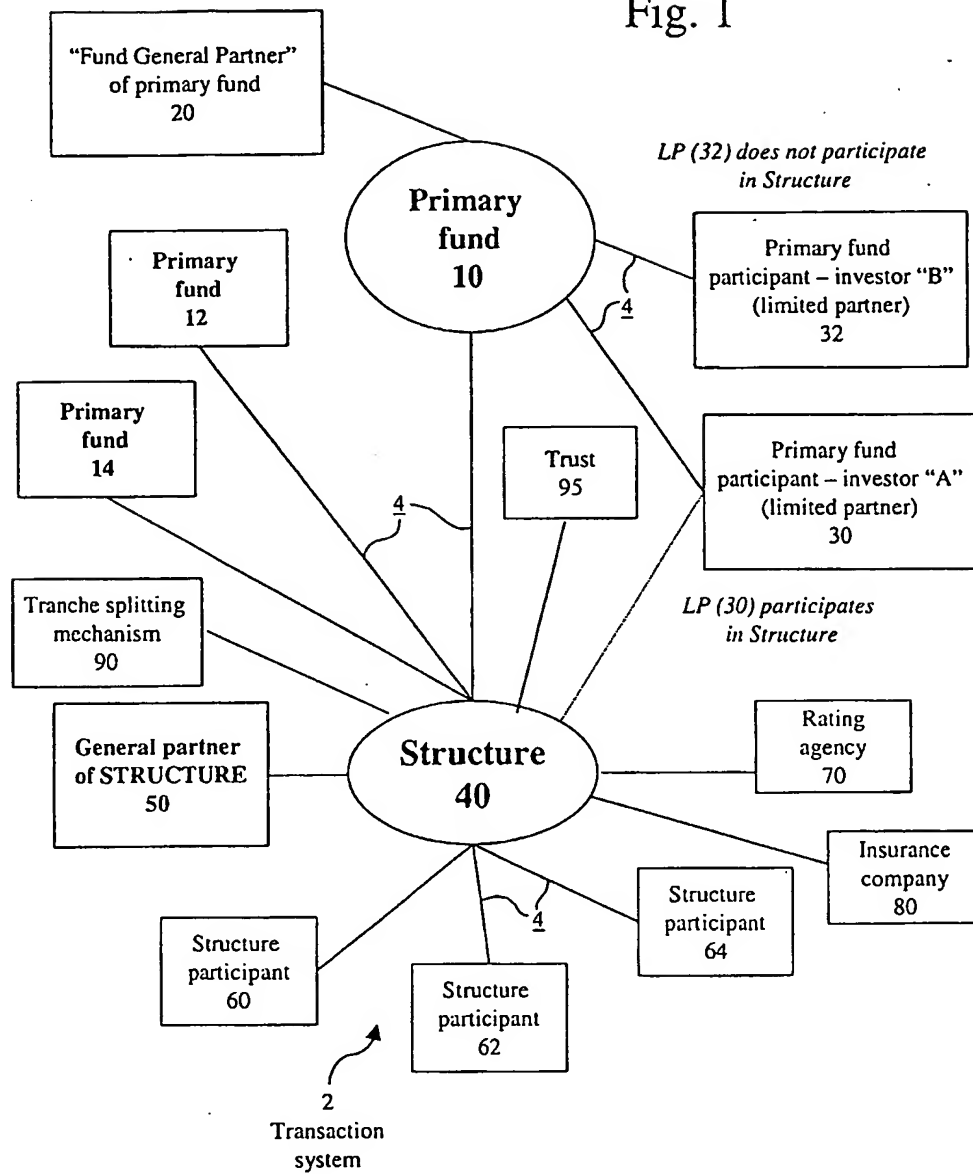 Fig. 1
“Fund General Partner”
of primary fund
20
Primary
fund
10
LP (32) does not participate
in Structure
Primary fund
participant – investor “B”
(limited partner)
32
4
Primary
fund
12
4
Primary
fund
14
Primary fund
participant – investor “A”
(limited partner)
30
Trust
95
4
LP (30) participates
in Structure
Tranche splitting
mechanism
90
General partner
of STRUCTURE
50
Structure
40
Rating
agency
70
Insurance
company
80
4
Structure
participant
64
Structure
participant
60
Structure
participant
62
2
Transaction
system